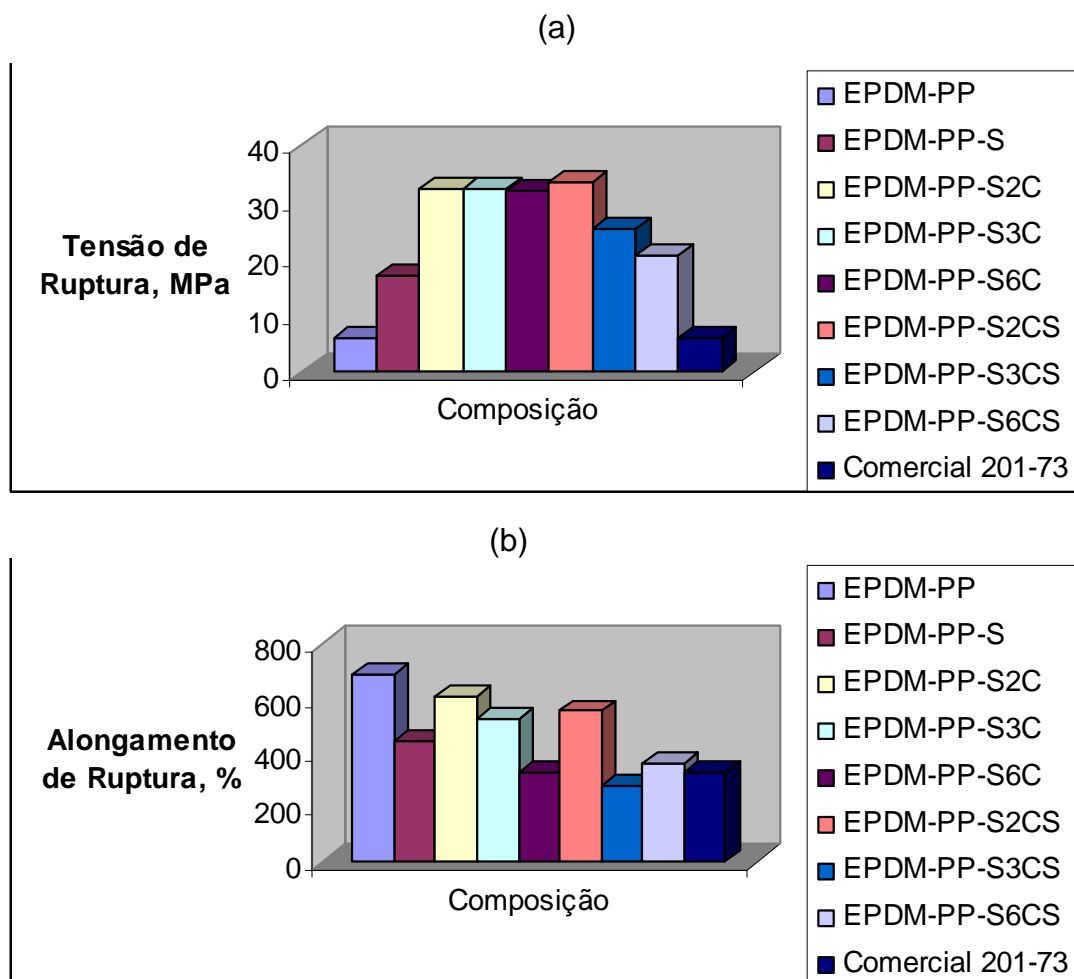 (a)
40
30
20
10
0
Tensão de
Ruptura, MPa
Composição
EPDM-PP
EPDM-PP-S
EPDM-PP-S2C
EPDM-PP-S3C
EPDM-PP-S6C
EPDM-PP-S2CS
EPDM-PP-S3CS
EPDM-PP-S6CS
Comercial 201-73
(b)
800
600
400
200
0
Alongamento
de Ruptura, %
Composição
EPDM-PP
EPDM-PP-S
EPDM-PP-S2C
EPDM-PP-S3C
EPDM-PP-S6C
EPDM-PP-S2CS
EPDM-PP-S3CS
EPDM-PP-S6CS
Comercial 201-73